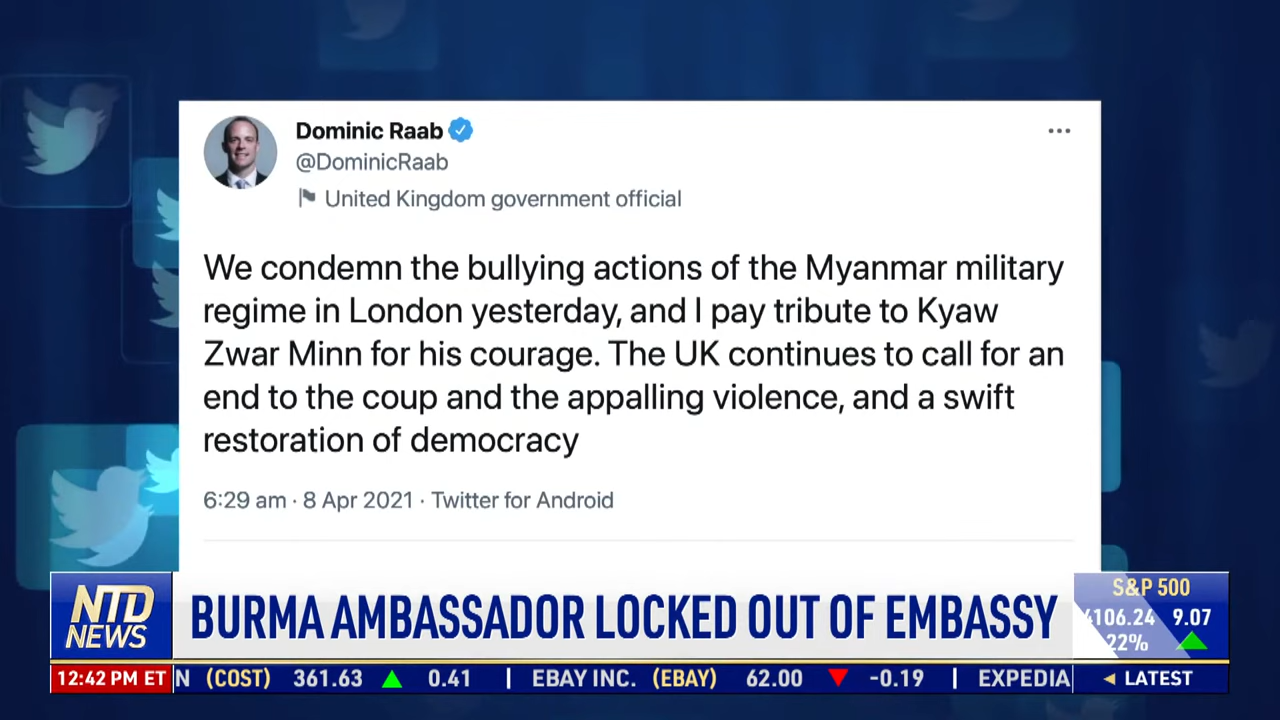 Dominic Raab
@DominicRaab
United Kingdom government official
We condemn the bullying actions of the Myanmar military
regime in London yesterday, and I pay tribute to Kyaw
Zwar Minn for his courage. The UK continues to call for an
end to the coup and the appalling violence, and a swift
restoration of democracy
6:29 am · 8 Apr 2021 · Twitter for Android
NTD
NEWS
BURMA AMBASSADOR LOCKED OUT OF EMBASSY
S&P 500
4106.24 9.07
22%
12:42 PM ET
N (COST) 361.63 ▲ 0.41 | EBAY INC. (EBAY) 62.00 ▼ -0.19 | EXPEDIA
◄ LATEST